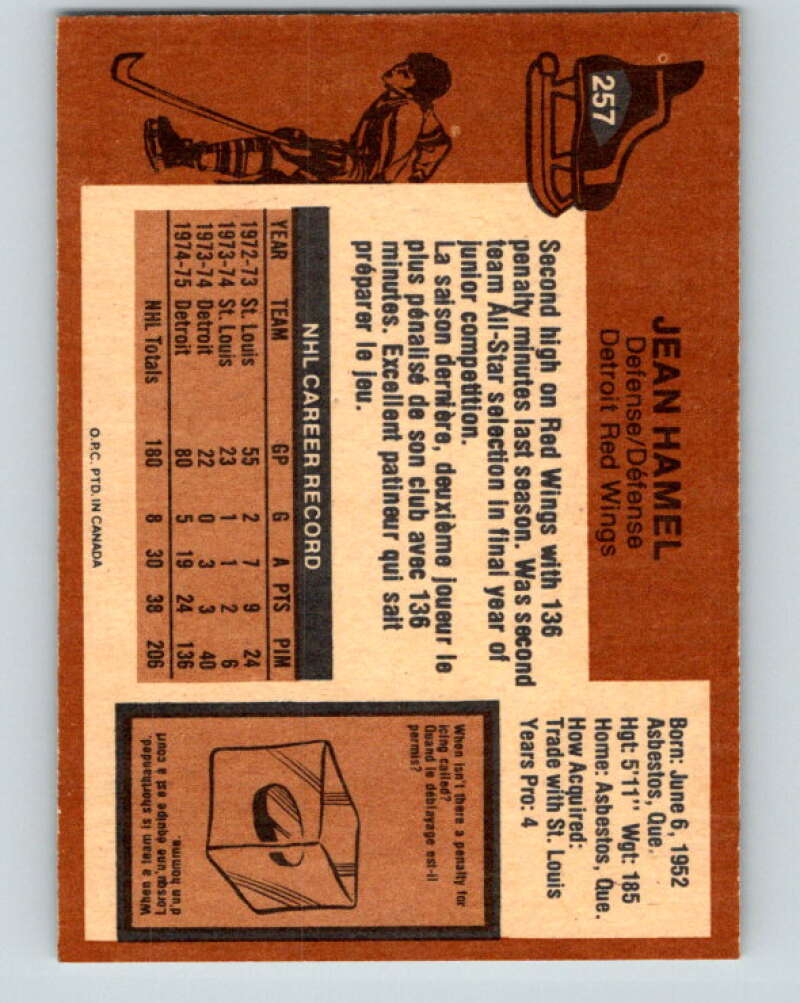 257
JEAN HAMEL
Defense/Défense
Detroit Red Wings
Born: June 6, 1952
Asbestos, Que.
Hgt: 5'11" Wgt: 185
Home: Asbestos, Que.
How Acquired:
Trade with St. Louis
Years Pro: 4
Second high on Red Wings with 136
penalty minutes last season. Was second
team All-Star selection in final year of
junior competition.
La saison dernière, deuxième joueur le
plus pénalisé de son club avec 136
minutes. Excellent patineur qui sait
préparer le jeu.
NHL CAREER RECORD
YEAR TEAM GP G A PTS PIM
1972-73 St. Louis 55 2 7 9 24
1973-74 St. Louis 23 1 1 2 6
1973-74 Detroit 22 0 3 3 40
1974-75 Detroit 80 5 19 24 136
NHL Totals 180 8 30 38 206
When isn't there a penalty for
icing called?
Quand le déblayage est-il
permis?
When a team is shorthanded.
Lorsqu'une équipe est à court
d'un homme.
O.P.C. PTD. IN CANADA